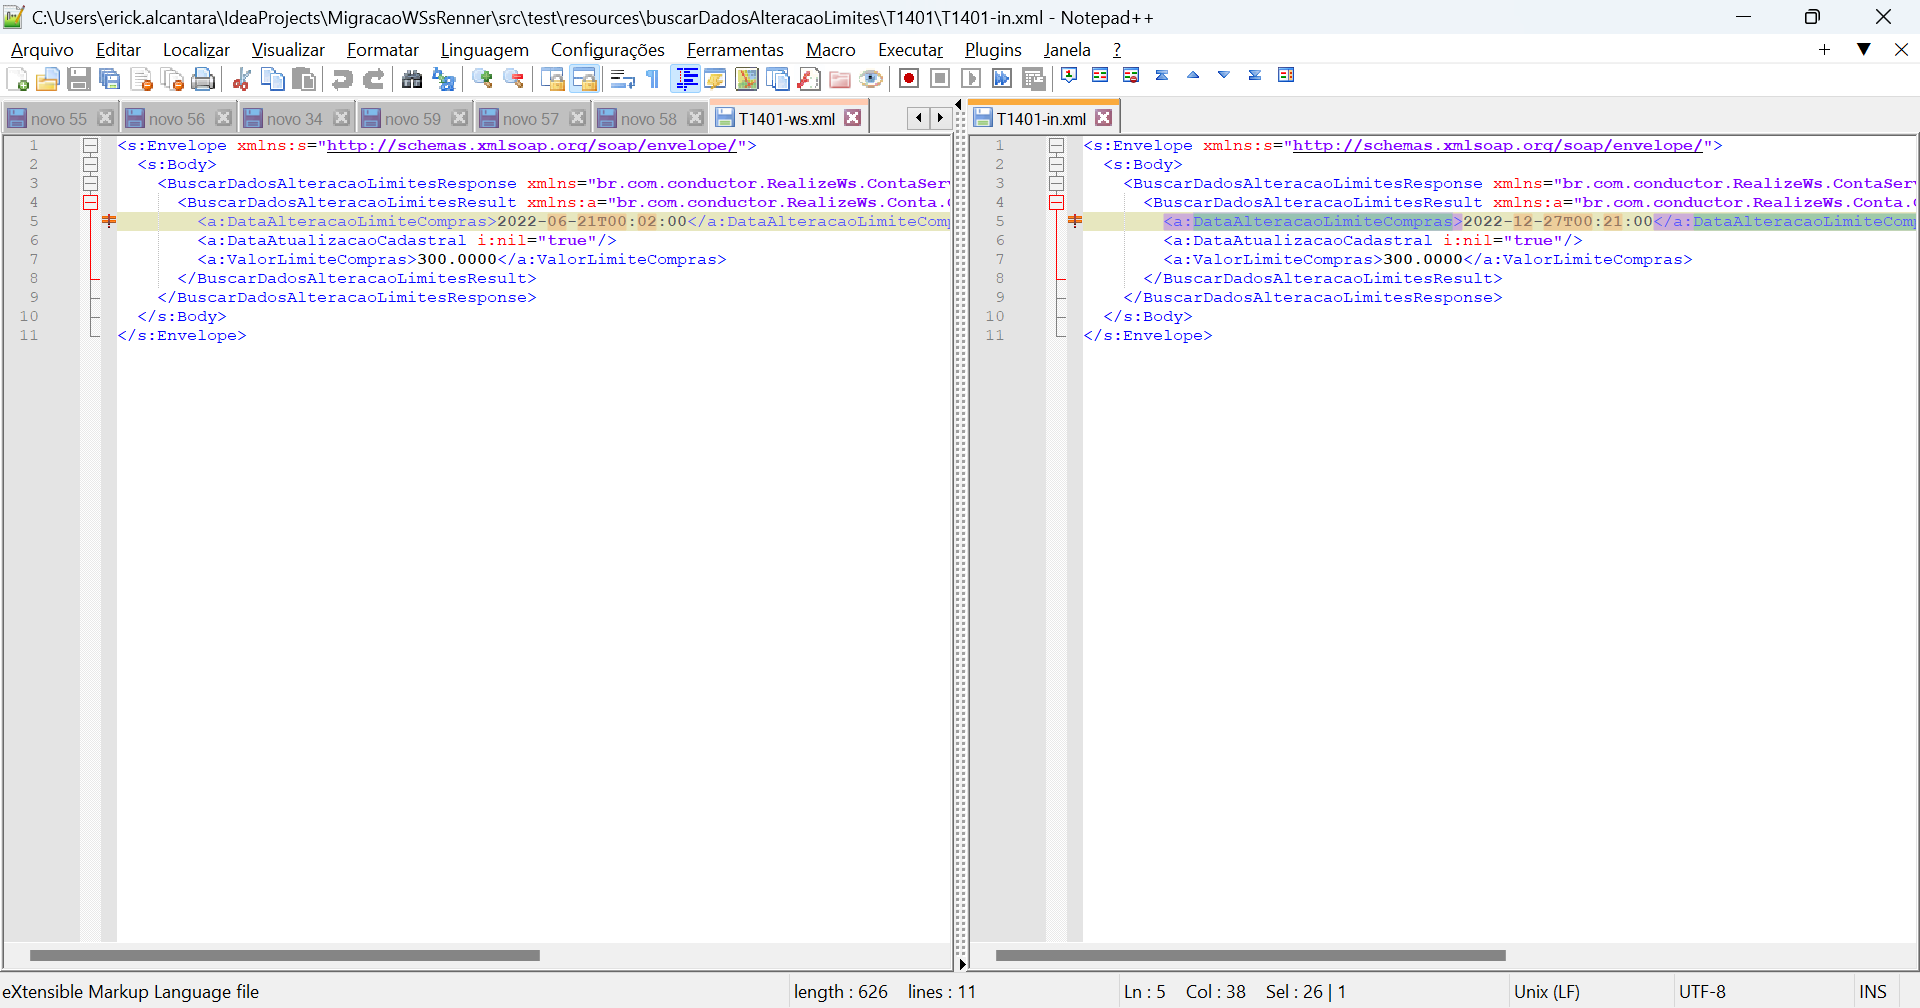 C:\Users\erick.alcantara\IdeaProjects\MigracaoWSsRenner\src\test\resources\buscarDadosAlteracaoLimites\T1401\T1401-in.xml - Notepad++
Arquivo Editar Localizar Visualizar Formatar Linguagem Configurações Ferramentas Macro Executar Plugins Janela ?
novo 55 novo 56 novo 34 novo 59 novo 57 novo 58 T1401-ws.xml
1 <s:Envelope xmlns:s="http://schemas.xmlsoap.org/soap/envelope/">
2 <s:Body>
3 <BuscarDadosAlteracaoLimitesResponse xmlns="br.com.conductor.RealizeWs.ContaSer
4 <BuscarDadosAlteracaoLimitesResult xmlns:a="br.com.conductor.RealizeWs.Conta.
5 <a:DataAlteracaoLimiteCompras>2022-06-21T00:02:00</a:DataAlteracaoLimiteCom
6 <a:DataAtualizacaoCadastral i:nil="true"/>
7 <a:ValorLimiteCompras>300.0000</a:ValorLimiteCompras>
8 </BuscarDadosAlteracaoLimitesResult>
9 </BuscarDadosAlteracaoLimitesResponse>
10 </s:Body>
11 </s:Envelope>
T1401-in.xml
1 <s:Envelope xmlns:s="http://schemas.xmlsoap.org/soap/envelope/">
2 <s:Body>
3 <BuscarDadosAlteracaoLimitesResponse xmlns="br.com.conductor.RealizeWs.ContaSer
4 <BuscarDadosAlteracaoLimitesResult xmlns:a="br.com.conductor.RealizeWs.Conta.
5 <a:DataAlteracaoLimiteCompras>2022-12-27T00:21:00</a:DataAlteracaoLimiteCom
6 <a:DataAtualizacaoCadastral i:nil="true"/>
7 <a:ValorLimiteCompras>300.0000</a:ValorLimiteCompras>
8 </BuscarDadosAlteracaoLimitesResult>
9 </BuscarDadosAlteracaoLimitesResponse>
10 </s:Body>
11 </s:Envelope>
eXtensible Markup Language file length : 626 lines : 11 Ln : 5 Col : 38 Sel : 26 | 1 Unix (LF) UTF-8 INS